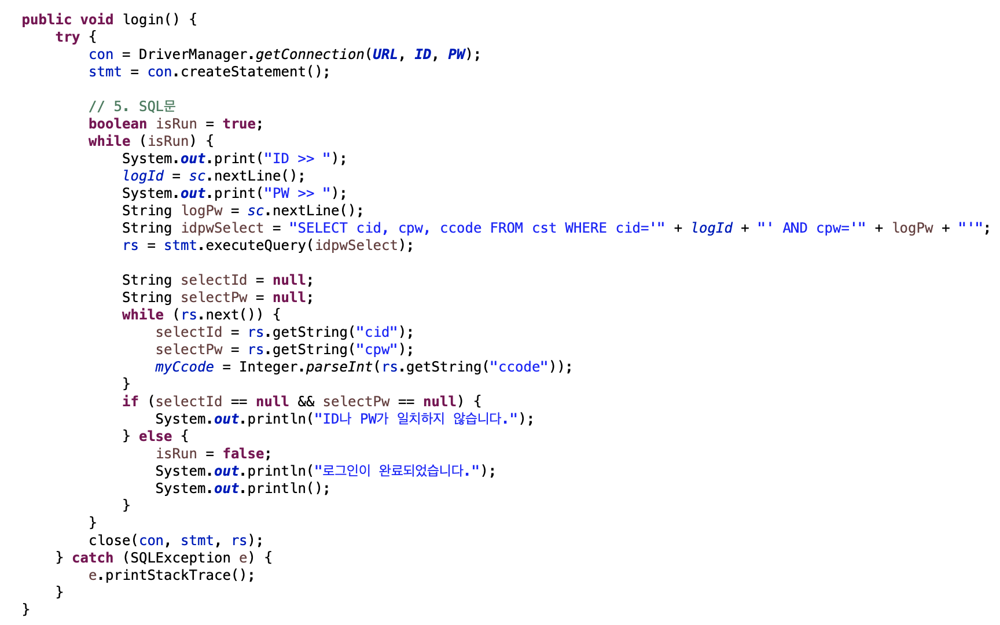 public void login() {
try {
con = DriverManager.getConnection(URL, ID, PW);
stmt = con.createStatement();
// 5. SQL문
boolean isRun = true;
while (isRun) {
System.out.print("ID >> ");
logId = sc.nextLine();
System.out.print("PW >> ");
String logPw = sc.nextLine();
String idpwSelect = "SELECT cid, cpw, ccode FROM cst WHERE cid='" + logId + "' AND cpw='" + logPw + "'";
rs = stmt.executeQuery(idpwSelect);
String selectId = null;
String selectPw = null;
while (rs.next()) {
selectId = rs.getString("cid");
selectPw = rs.getString("cpw");
myCcode = Integer.parseInt(rs.getString("ccode"));
}
if (selectId == null && selectPw == null) {
System.out.println("ID나 PW가 일치하지 않습니다.");
} else {
isRun = false;
System.out.println("로그인이 완료되었습니다.");
System.out.println();
}
}
close(con, stmt, rs);
} catch (SQLException e) {
e.printStackTrace();
}
}